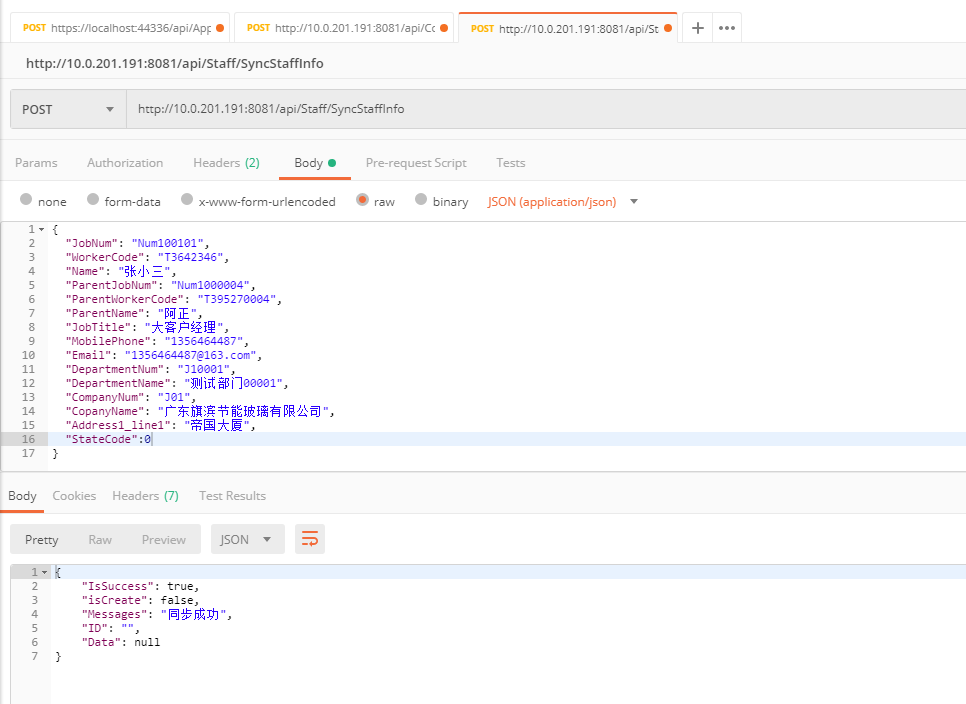 POST https://localhost:44336/api/App
POST http://10.0.201.191:8081/api/Cc
POST http://10.0.201.191:8081/api/St
http://10.0.201.191:8081/api/Staff/SyncStaffInfo
POST http://10.0.201.191:8081/api/Staff/SyncStaffInfo
Params Authorization Headers (2) Body Pre-request Script Tests
none form-data x-www-form-urlencoded raw binary JSON (application/json)
1 {
2 "JobNum": "Num100101",
3 "WorkerCode": "T3642346",
4 "Name": "张小三",
5 "ParentJobNum": "Num1000004",
6 "ParentWorkerCode": "T395270004",
7 "ParentName": "阿正",
8 "JobTitle": "大客户经理",
9 "MobilePhone": "1356464487",
10 "Email": "1356464487@163.com",
11 "DepartmentNum": "J10001",
12 "DepartmentName": "测试部门00001",
13 "CompanyNum": "J01",
14 "CopanyName": "广东旗滨节能玻璃有限公司",
15 "Address1_line1": "帝国大厦",
16 "StateCode":0
17 }
Body Cookies Headers (7) Test Results
Pretty Raw Preview JSON
1 {
2 "IsSuccess": true,
3 "isCreate": false,
4 "Messages": "同步成功",
5 "ID": "",
6 "Data": null
7 }